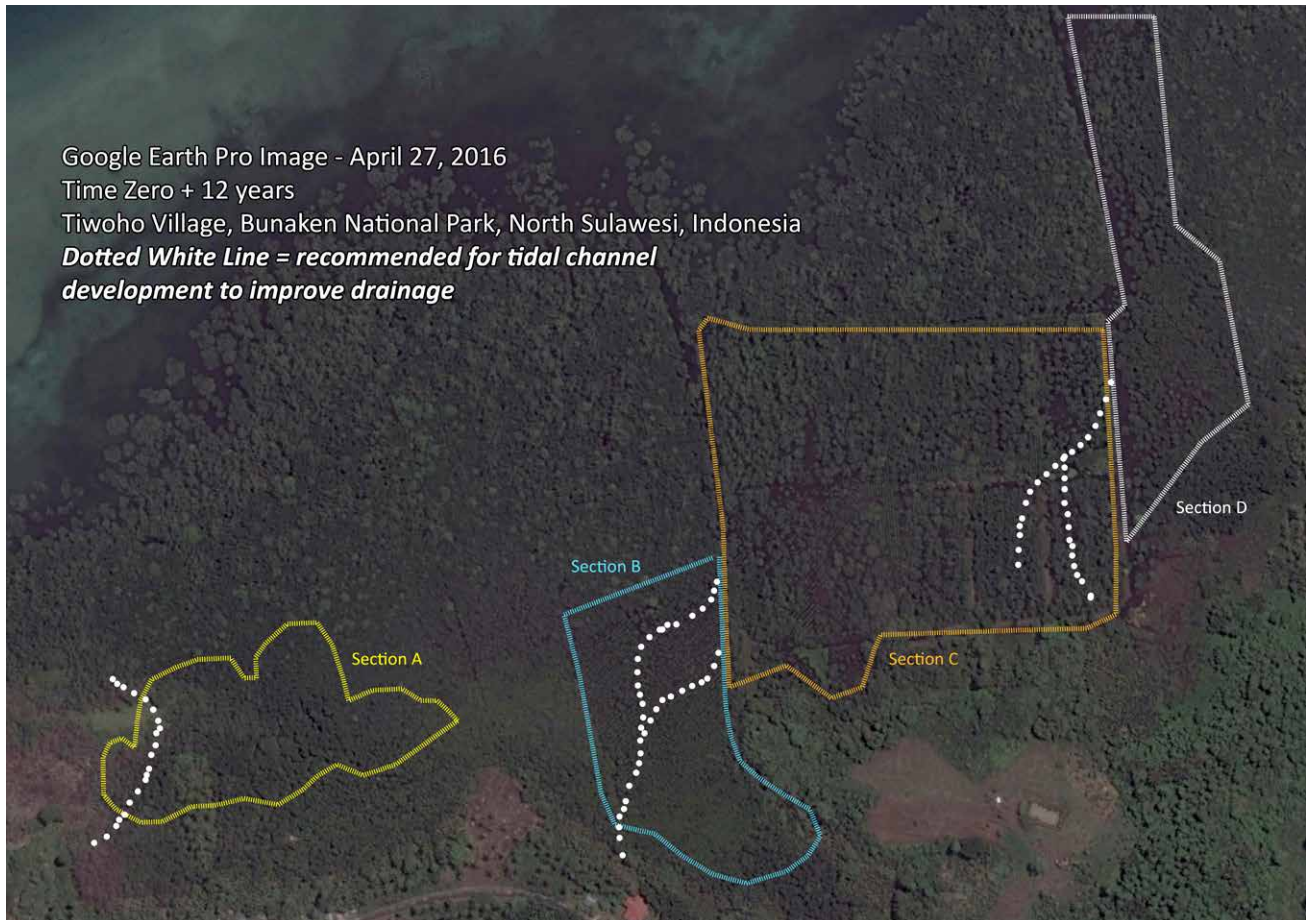 Google Earth Pro Image - April 27, 2016
Time Zero + 12 years
Tiwoho Village, Bunaken National Park, North Sulawesi, Indonesia
Dotted White Line = recommended for tidal channel
development to improve drainage
Section D
Section B
Section A
Section C